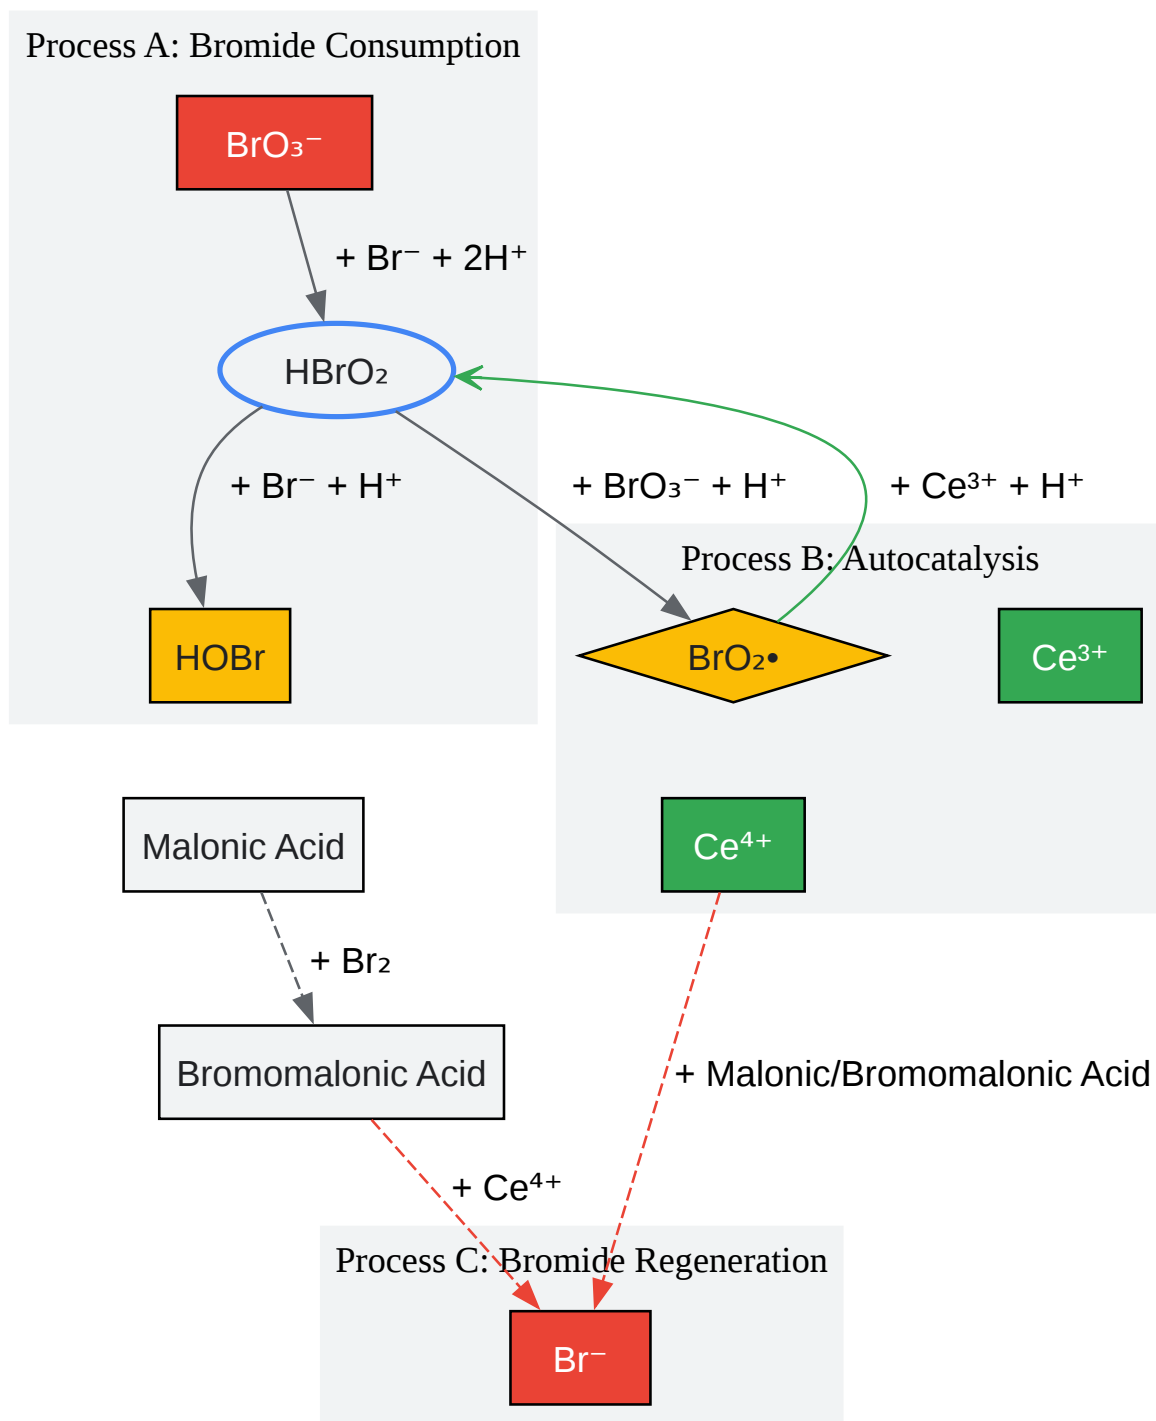 Process A: Bromide Consumption
BrO₃⁻
+ Br⁻ + 2H⁺
HBrO₂
+ Br⁻ + H⁺
+ BrO₃⁻ + H⁺
+ Ce³⁺ + H⁺
Process B: Autocatalysis
HOBr
BrO₂•
Ce³⁺
Malonic Acid
Ce⁴⁺
+ Br₂
Bromomalonic Acid
+ Malonic/Bromomalonic Acid
+ Ce⁴⁺
Process C: Bromide Regeneration
Br⁻